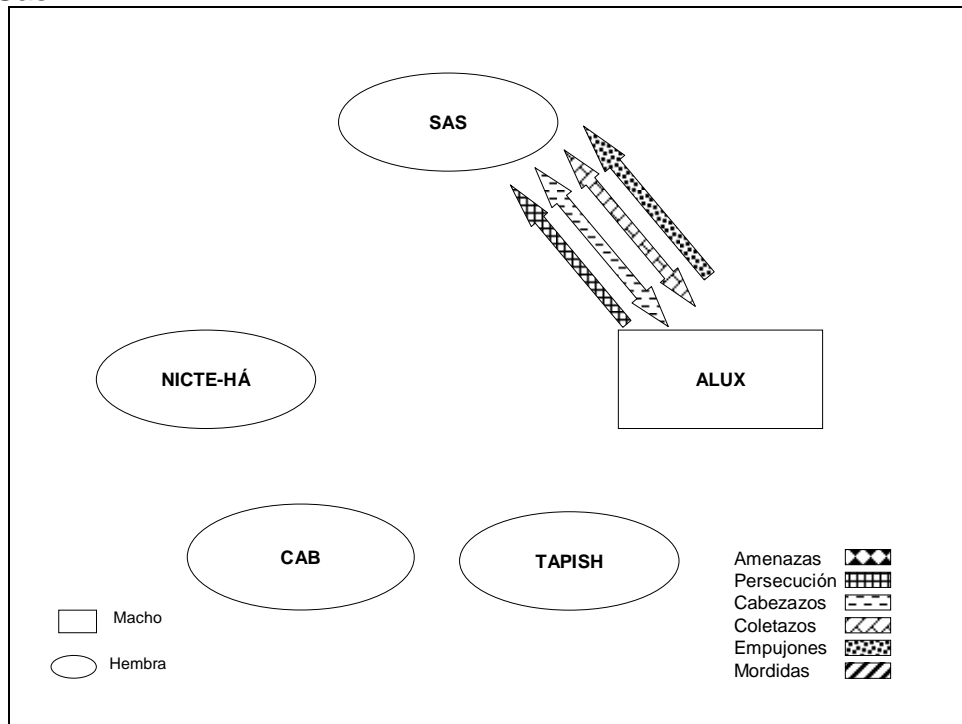 SAS
NICTE-HÁ
ALUX
CAB
TAPISH
Macho
Hembra
Amenazas
Persecución
Cabezazos
Coletazos
Empujones
Mordidas